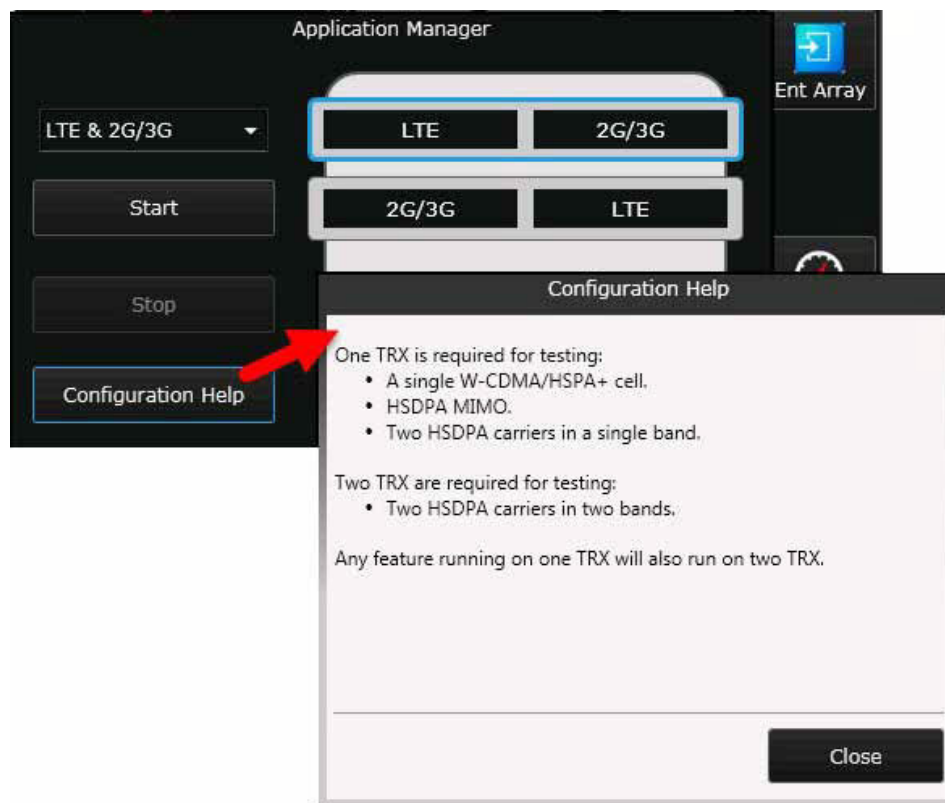 Application Manager
Ent Array
LTE & 2G/3G
LTE 2G/3G
Start
2G/3G LTE
Stop
Configuration Help
Configuration Help
One TRX is required for testing:
• A single W-CDMA/HSPA+ cell.
• HSDPA MIMO.
• Two HSDPA carriers in a single band.
Two TRX are required for testing:
• Two HSDPA carriers in two bands.
Any feature running on one TRX will also run on two TRX.
Close